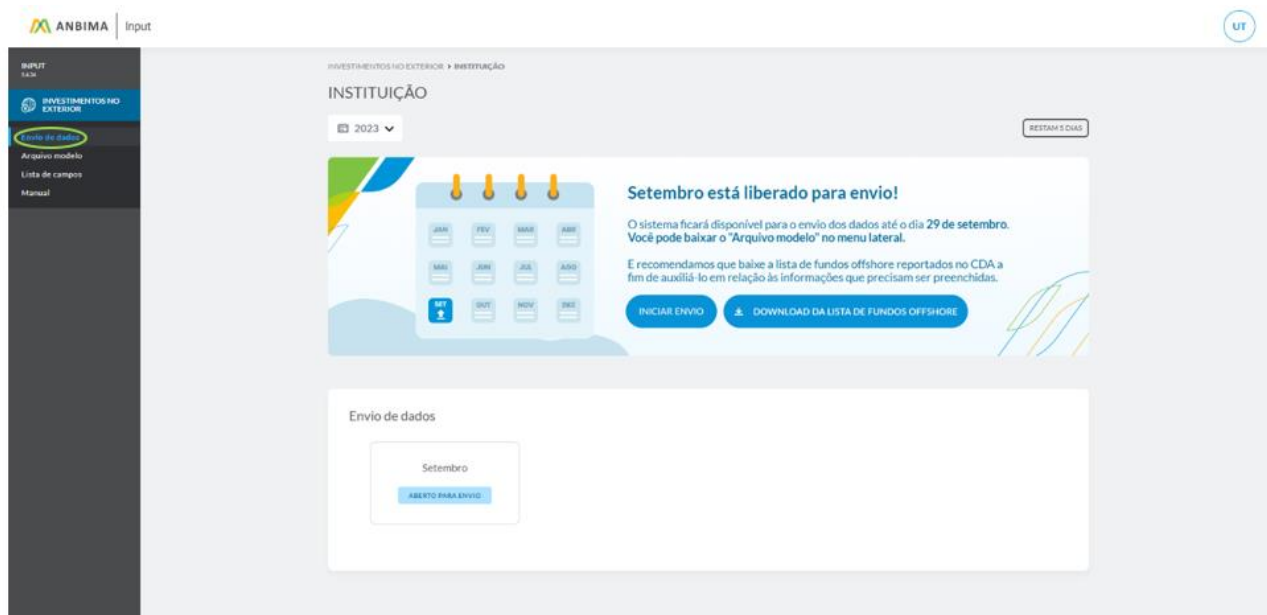 ANBIMA Input
UT
INPUT
INVESTIMENTOS NO
EXTERIOR
Envio de dados
Arquivo modelo
Lista de campos
Manual
INVESTIMENTOS NO EXTERIOR > INSTITUIÇÃO
INSTITUIÇÃO
2023
RESTAM 5 DIAS
JAN FEV MAR ABR
MAI JUN JUL AGO
SET OUT NOV DEZ
Setembro está liberado para envio!
O sistema ficará disponível para o envio dos dados até o dia 29 de setembro.
Você pode baixar o "Arquivo modelo" no menu lateral.
E recomendamos que baixe a lista de fundos offshore reportados no CDA a
fim de auxiliá-lo em relação às informações que precisam ser preenchidas.
INICIAR ENVIO
DOWNLOAD DA LISTA DE FUNDOS OFFSHORE
Envio de dados
Setembro
ABERTO PARA ENVIO